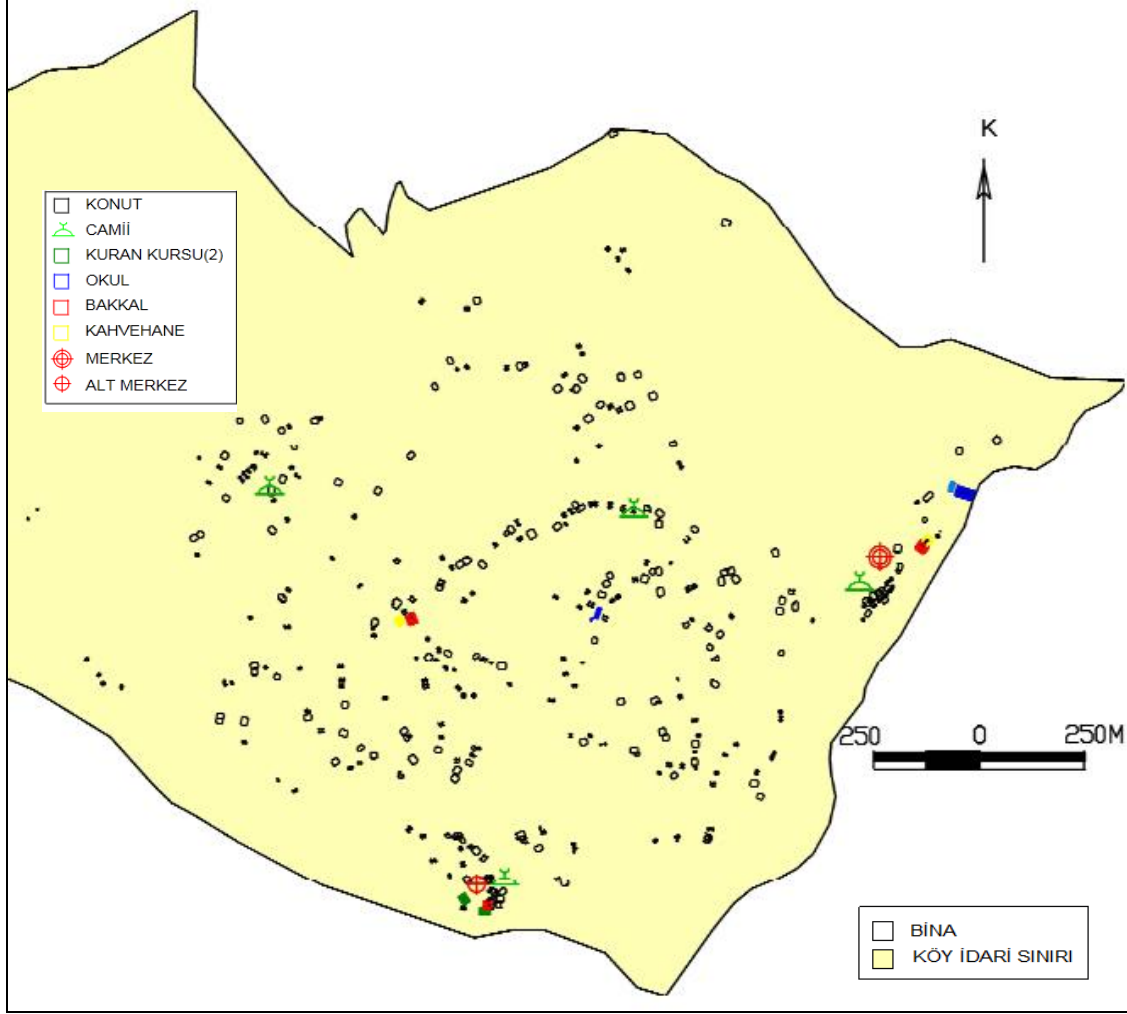 K
KONUT
CAMİİ
KURAN KURSU(2)
OKUL
BAKKAL
KAHVEHANE
MERKEZ
ALT MERKEZ
250 0 250M
BİNA
KÖY İDARİ SINIRI